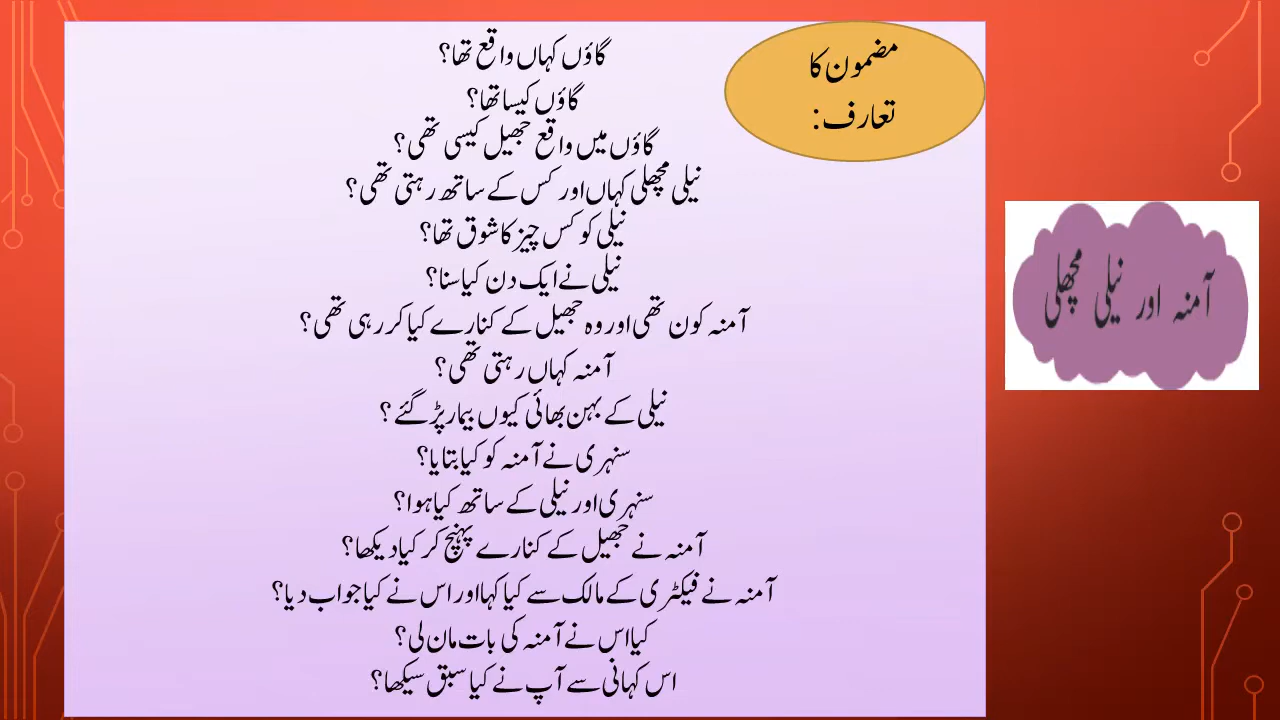 مضمون کا
تعارف:
گاؤں کہاں واقع تھا؟
گاؤں کیسا تھا؟
گاؤں میں واقع جھیل کیسی تھی؟
نیلی مچھلی کہاں اور کس کے ساتھ رہتی تھی؟
نیلی کو کس چیز کا شوق تھا؟
نیلی نے ایک دن کیا سنا؟
آمنہ کون تھی اور وہ جھیل کے کنارے کیا کر رہی تھی؟
آمنہ کہاں رہتی تھی؟
نیلی کے بہن بھائی کیوں بیمار پڑ گئے؟
سنہری نے آمنہ کو کیا بتایا؟
سنہری اور نیلی کے ساتھ کیا ہوا؟
آمنہ نے جھیل کے کنارے پہنچ کر کیا دیکھا؟
آمنہ نے فیکٹری کے مالک سے کیا کہا اور اس نے کیا جواب دیا؟
کیا اس نے آمنہ کی بات مان لی؟
اس کہانی سے آپ نے کیا سبق سیکھا؟
آمنہ اور نیلی مچھلی